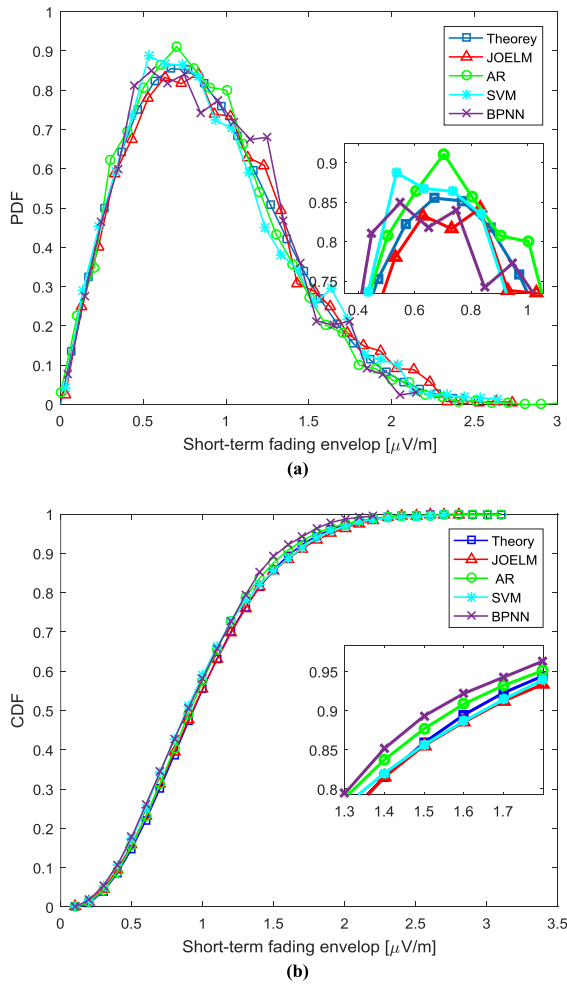 1
0.9
0.8
0.7
0.6
0.5
0.4
0.3
0.2
0.1
0
PDF
Theorey
JOELM
AR
SVM
BPNN
0.9
0.85
0.8
0.75
0.4 0.6 0.8 1
0 0.5 1 1.5 2 2.5 3
Short-term fading envelop [μV/m]
(a)
1
0.9
0.8
0.7
0.6
0.5
0.4
0.3
0.2
0.1
0
CDF
Theory
JOELM
AR
SVM
BPNN
0.95
0.9
0.85
0.8
1.3 1.4 1.5 1.6 1.7
0 0.5 1 1.5 2 2.5 3 3.5
Short-term fading envelop [μV/m]
(b)